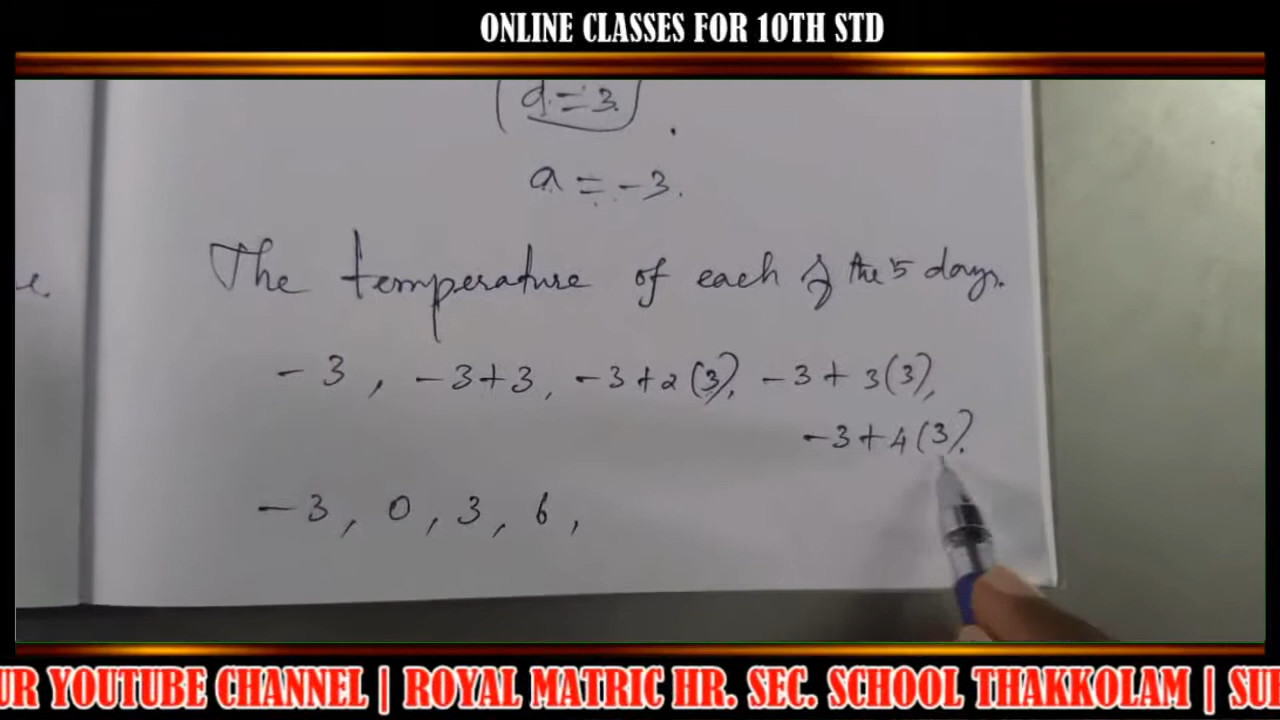 ONLINE CLASSES FOR 10TH STD
d = 3
a = -3.
The temperature of each of the 5 days.
-3, -3+3, -3+2(3), -3+3(3),
-3+4(3).
-3, 0, 3, 6,
UR YOUTUBE CHANNEL | ROYAL MATRIC HR. SEC. SCHOOL THAKKOLAM |